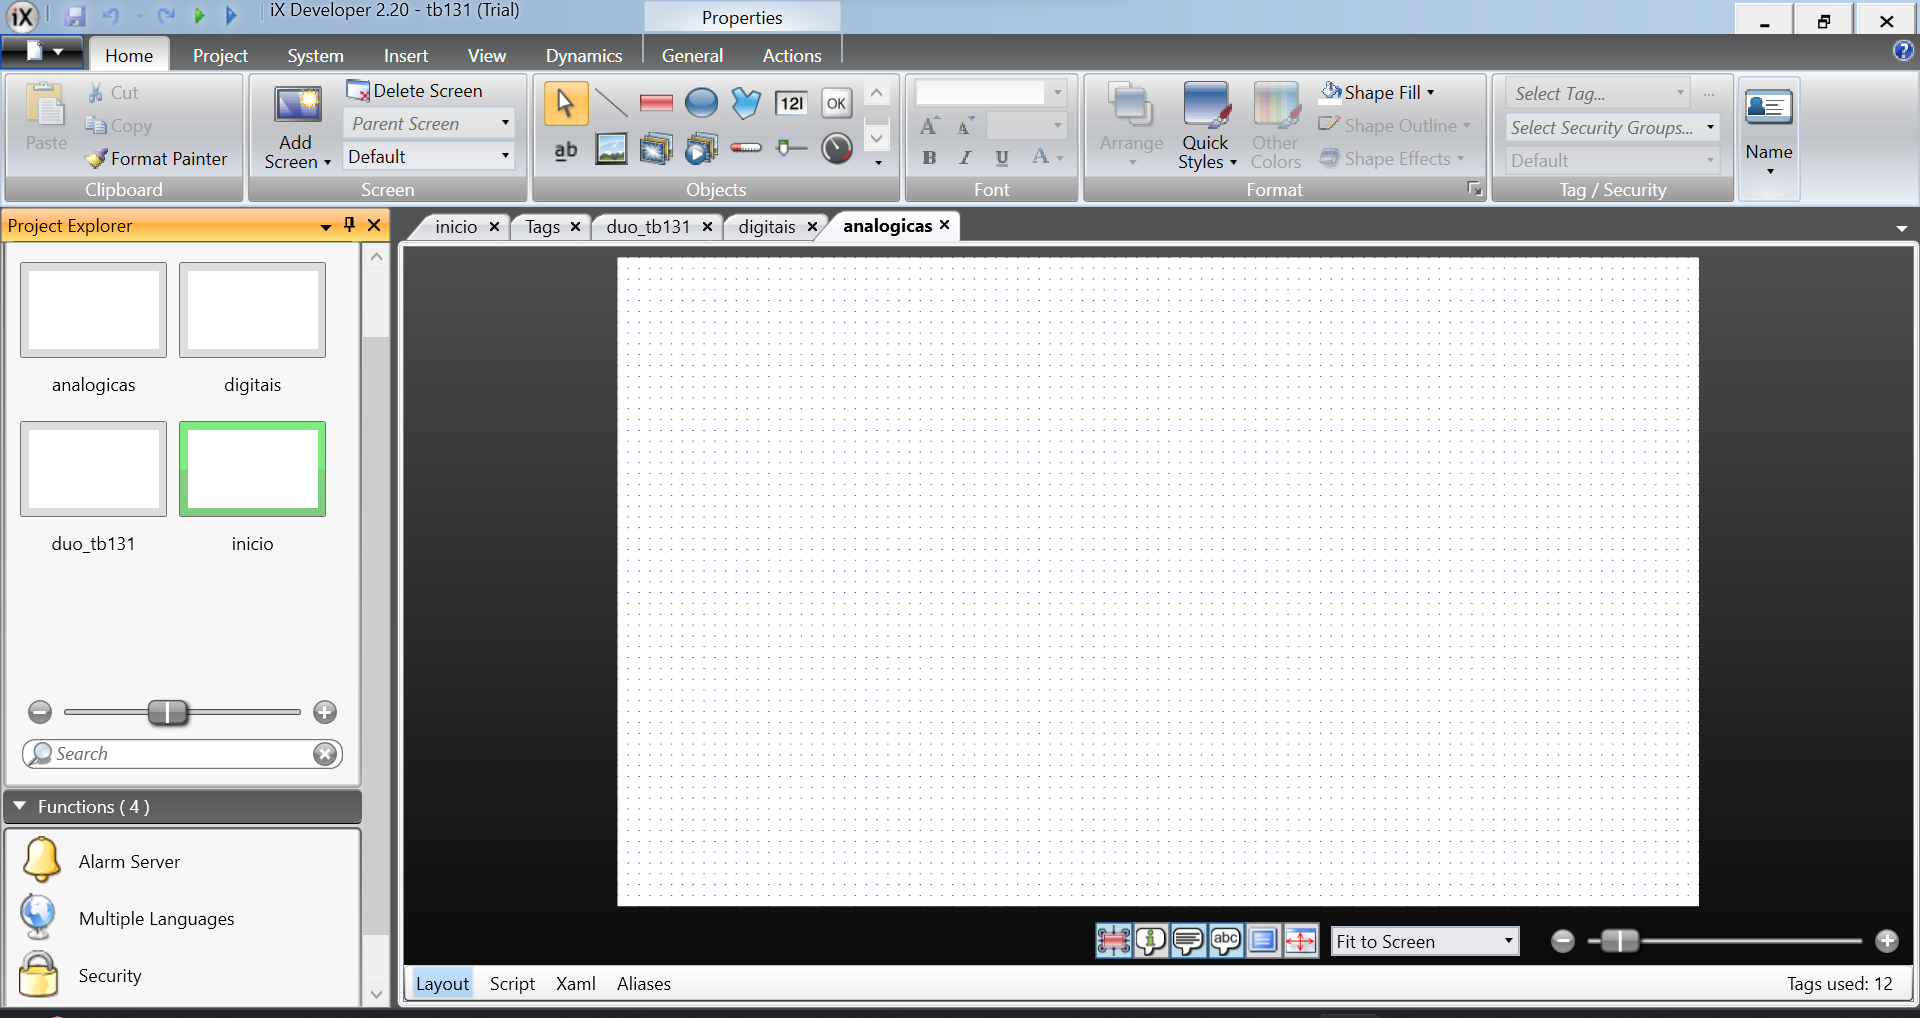 iX
iX Developer 2.20 - tb131 (Trial)
Properties
Home Project System Insert View Dynamics General Actions
Paste
Cut
Copy
Format Painter
Clipboard
Add
Screen
Delete Screen
Parent Screen
Default
Screen
12I
OK
ab
Objects
A A
B I U A
Font
Arrange
Quick
Styles
Other
Colors
Shape Fill
Shape Outline
Shape Effects
Format
Select Tag...
...
Select Security Groups...
Default
Tag / Security
Name
Project Explorer
inicio Tags duo_tb131 digitais analogicas
analogicas digitais
duo_tb131 inicio
Search
Functions ( 4 )
Alarm Server
Multiple Languages
Security
abc
Fit to Screen
Layout Script Xaml Aliases
Tags used: 12